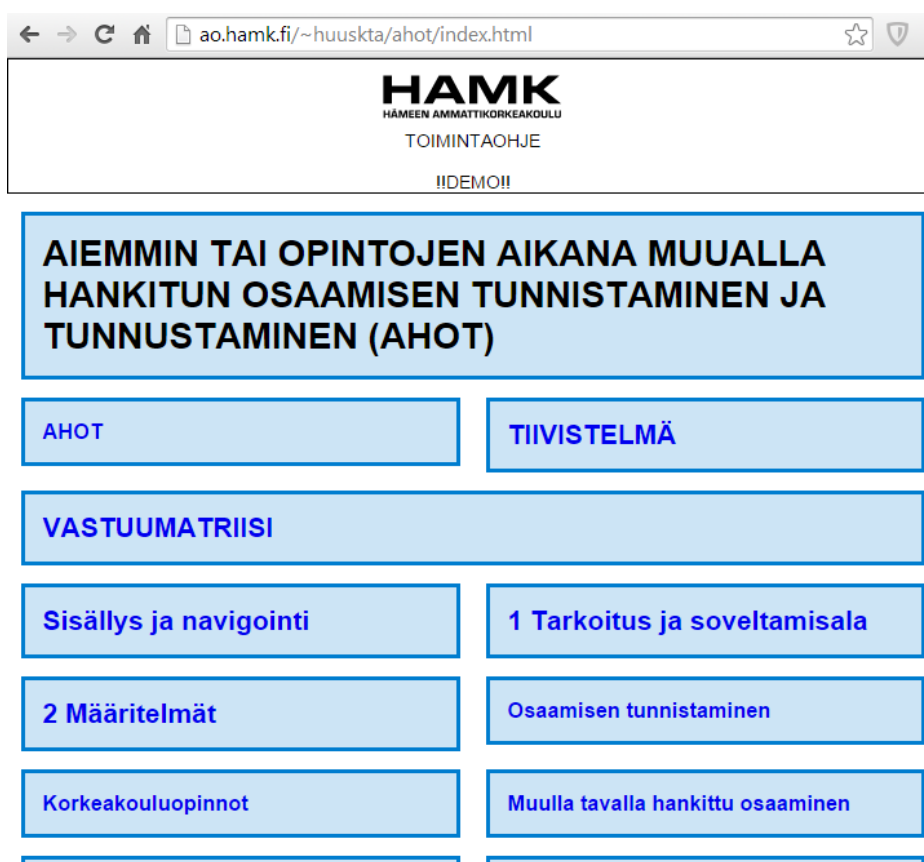 ao.hamk.fi/~huuskta/ahot/index.html
HAMK
HÄMEEN AMMATTIKORKEAKOULU
TOIMINTAOHJE
!!DEMO!!
AIEMMIN TAI OPINTOJEN AIKANA MUUALLA
HANKITUN OSAAMISEN TUNNISTAMINEN JA
TUNNUSTAMINEN (AHOT)
AHOT
TIIVISTELMÄ
VASTUUMATRIISI
Sisällys ja navigointi
1 Tarkoitus ja soveltamisala
2 Määritelmät
Osaamisen tunnistaminen
Korkeakouluopinnot
Muulla tavalla hankittu osaaminen